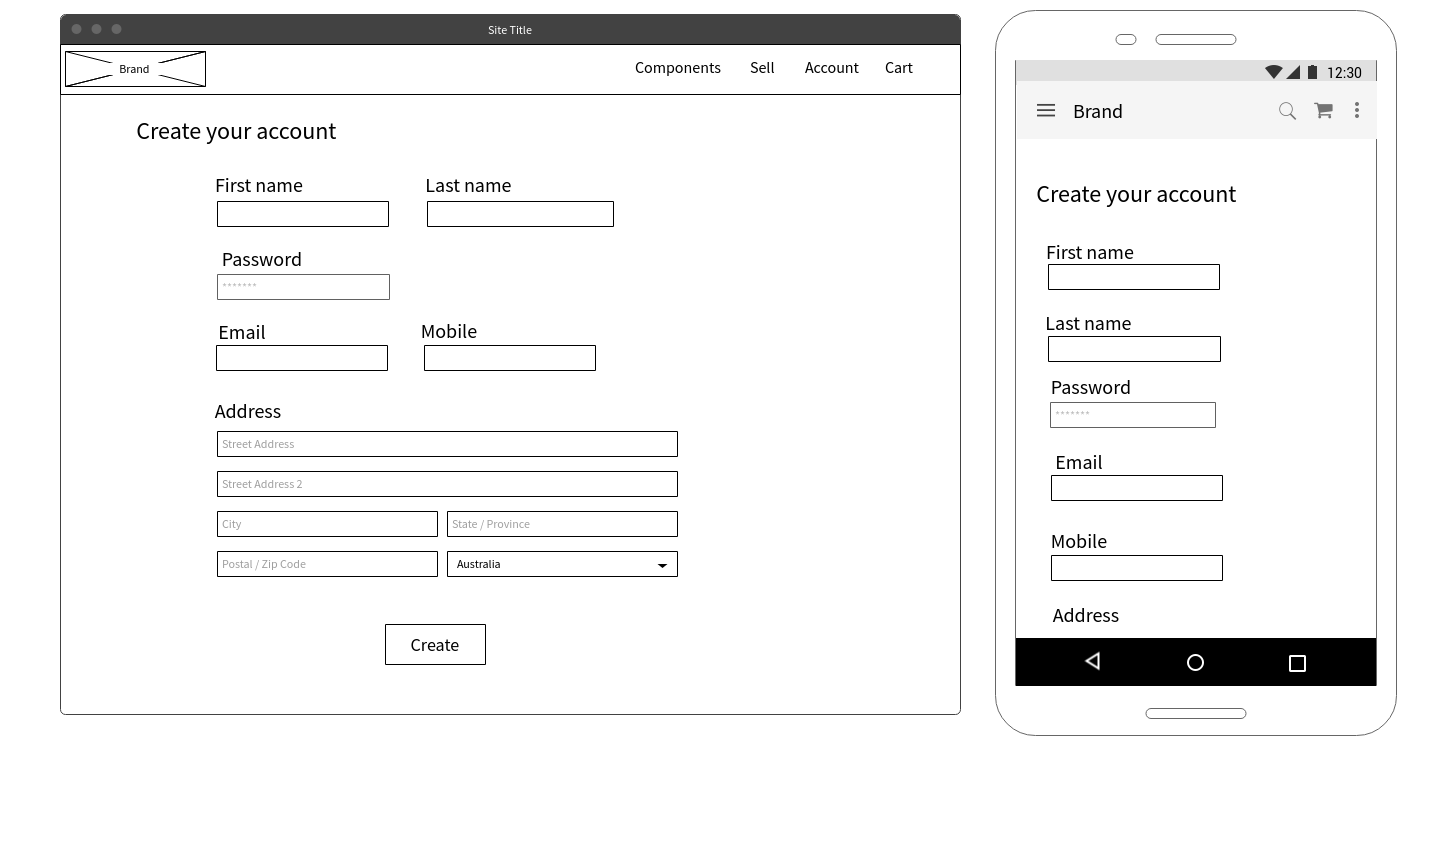 Site Title
Brand
Components Sell Account Cart
Create your account
First name Last name
Password
*******
Email Mobile
Address
Street Address
Street Address 2
City State / Province
Postal / Zip Code Australia
Create
12:30
Brand
Create your account
First name
Last name
Password
*******
Email
Mobile
Address